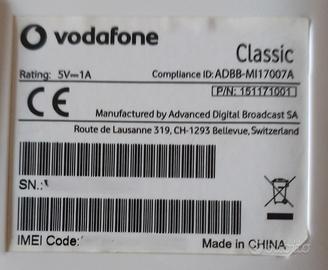 vodafone
Classic
Rating: 5V⎓1A
Compliance ID: ADBB-MI17007A
P/N: 151171001
CE
Manufactured by Advanced Digital Broadcast SA
Route de Lausanne 319, CH-1293 Bellevue, Switzerland
SN.:
IMEI Code:
Made in CHINA